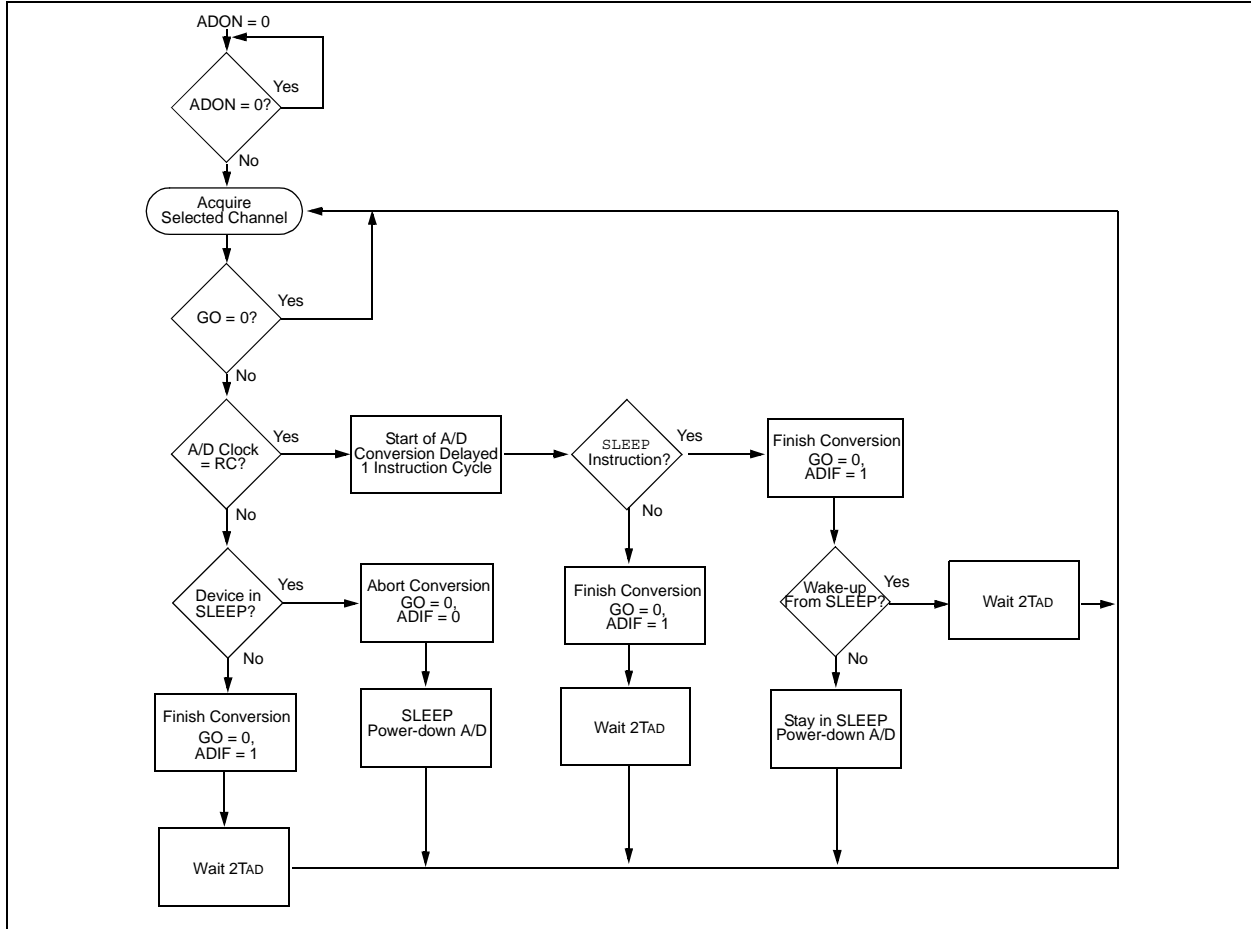 ADON = 0
Yes
ADON = 0?
No
Acquire
Selected Channel
Yes
GO = 0?
No
Yes
A/D Clock
= RC?
Start of A/D
Conversion Delayed
1 Instruction Cycle
SLEEP
Instruction?
Yes
Finish Conversion
GO = 0,
ADIF = 1
No
No
Device in
SLEEP?
Yes
Abort Conversion
GO = 0,
ADIF = 0
Finish Conversion
GO = 0,
ADIF = 1
Wake-up
From SLEEP?
Yes
Wait 2TAD
No
No
Finish Conversion
GO = 0,
ADIF = 1
SLEEP
Power-down A/D
Wait 2TAD
Stay in SLEEP
Power-down A/D
Wait 2TAD